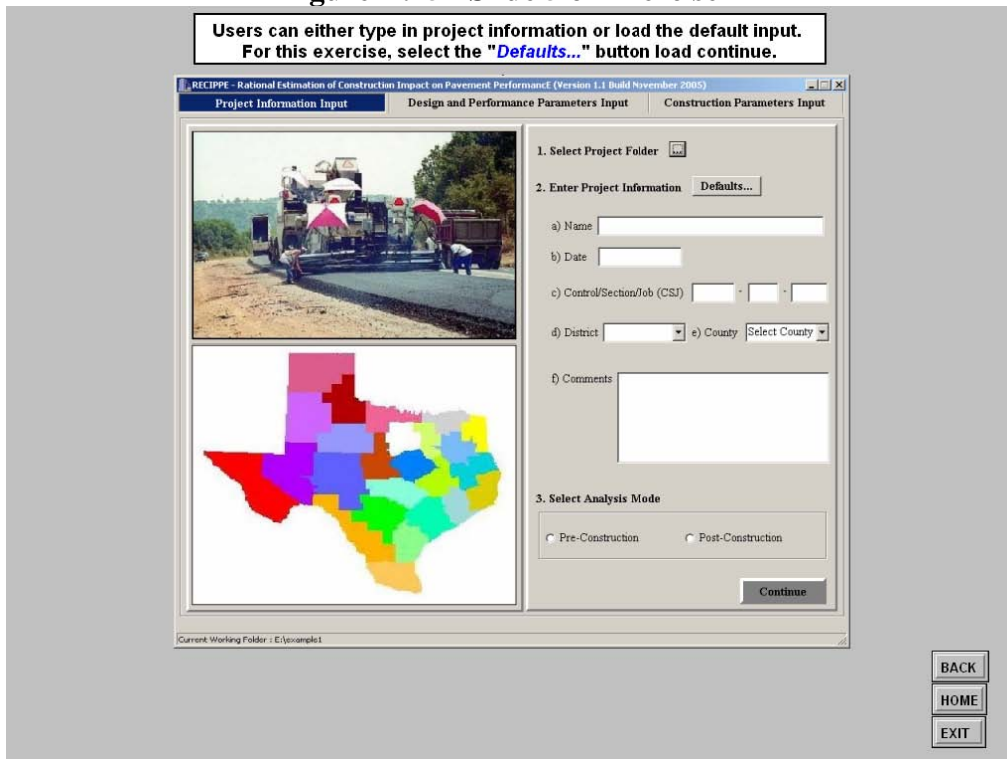 Users can either type in project information or load the default input.
For this exercise, select the "Defaults..." button load continue.
RECIPPE - Rational Estimation of Construction Impact on Pavement PerformancE (Version 1.1 Build November 2005)
Project Information Input
Design and Performance Parameters Input
Construction Parameters Input
1. Select Project Folder ...
2. Enter Project Information Defaults...
a) Name
b) Date
c) Control/Section/Job (CSJ) - -
d) District e) County Select County
f) Comments
3. Select Analysis Mode
Pre-Construction Post-Construction
Continue
Current Working Folder : E:\example1
BACK
HOME
EXIT